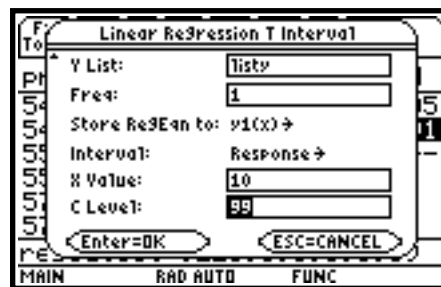 Linear Regression T Interval
Y List: listy
Freq: 1
Store RegEqn to: y1(x)→
Interval: Response→
X Value: 10
C Level: 99
Enter=OK ESC=CANCEL
MAIN RAD AUTO FUNC